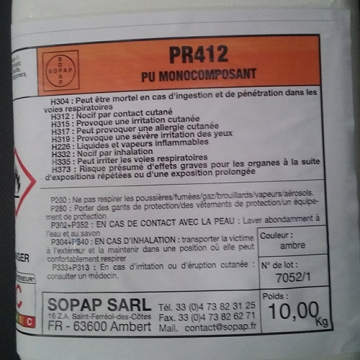 SOPAP
PR412
PU MONOCOMPOSANT
H304 : Peut être mortel en cas d'ingestion et de pénétration dans les
voies respiratoires
H312 : Nocif par contact cutané
H315 : Provoque une irritation cutanée
H317 : Peut provoquer une allergie cutanée
H319 : Provoque une sévère irritation des yeux
H226 : Liquides et vapeurs inflammables
H332 : Nocif par inhalation
H335 : Peut irriter les voies respiratoires
H373 : Risque présumé d'effets graves pour les organes à la suite
d'expositions répétées ou d'une exposition prolongée
P260 : Ne pas respirer les poussières/fumées/gaz/brouillards/vapeurs/aérosols.
P280 : Porter des gants de protection/des vêtements de protection/un équipe-
ment de protection
P302+P352 : EN CAS DE CONTACT AVEC LA PEAU : Laver abondamment à
l'eau et au savon
P304+P340 : EN CAS D'INHALATION : transporter la victime
à l'extérieur et la maintenir dans une position où elle peut
confortablement respirer
P333+P313 : En cas d'irritation ou d'éruption cutanée :
consulter un médecin.
Couleur :
ambre
N° de lot :
7052/1
Poids :
10,00Kg
NGER
C
SOPAP SARL
16 Z.A. Saint-Ferréol-des-Côtes
FR - 63600 Ambert
Tél. 33 (0)4 73 82 31 25
Fax 33 (0)4 73 82 62 62
Mail. contact@sopap.fr